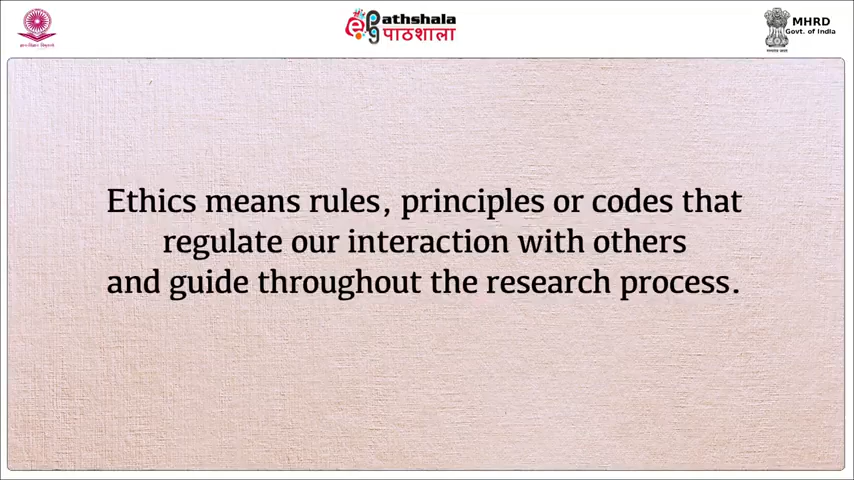 Pathshala
पाठशाला
MHRD
Govt. of India
Ethics means rules, principles or codes that
regulate our interaction with others
and guide throughout the research process.